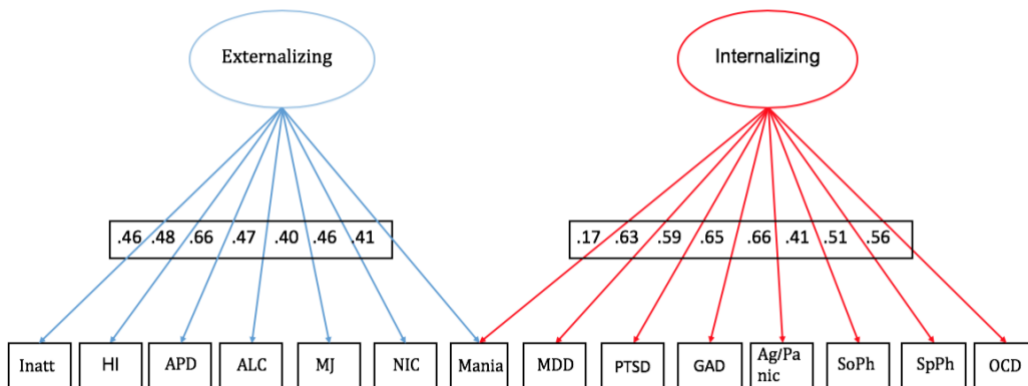 Externalizing
Internalizing
.46 .48 .66 .47 .40 .46 .41
.17 .63 .59 .65 .66 .41 .51 .56
Inatt
HI
APD
ALC
MJ
NIC
Mania
MDD
PTSD
GAD
Ag/Pa
nic
SoPh
SpPh
OCD